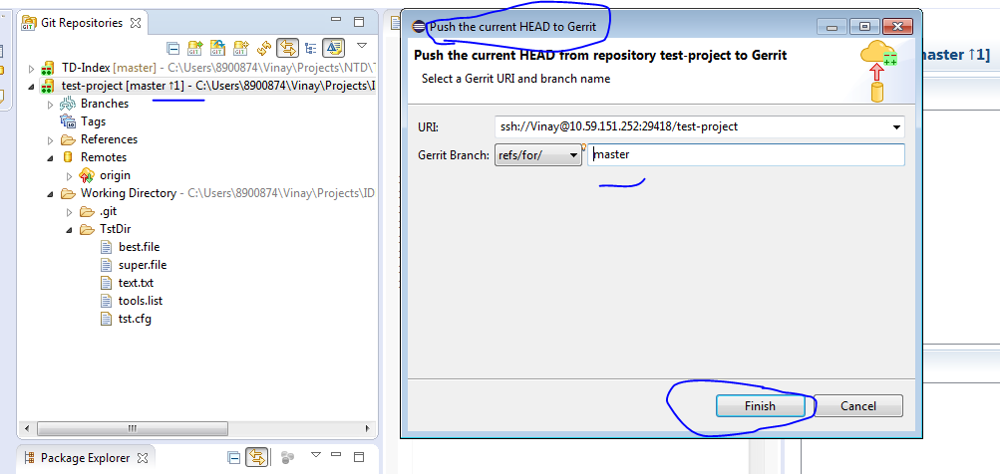 Git Repositories
TD-Index [master] - C:\Users\8900874\Vinay\Projects\NTD\
test-project [master ↑1] - C:\Users\8900874\Vinay\Projects\ID
Branches
Tags
References
Remotes
origin
Working Directory - C:\Users\8900874\Vinay\Projects\ID
.git
TstDir
best.file
super.file
text.txt
tools.list
tst.cfg
Package Explorer
Push the current HEAD to Gerrit
Push the current HEAD from repository test-project to Gerrit
Select a Gerrit URI and branch name
URI:
ssh://Vinay@10.59.151.252:29418/test-project
Gerrit Branch:
refs/for/
master
Finish
Cancel
master ↑1]